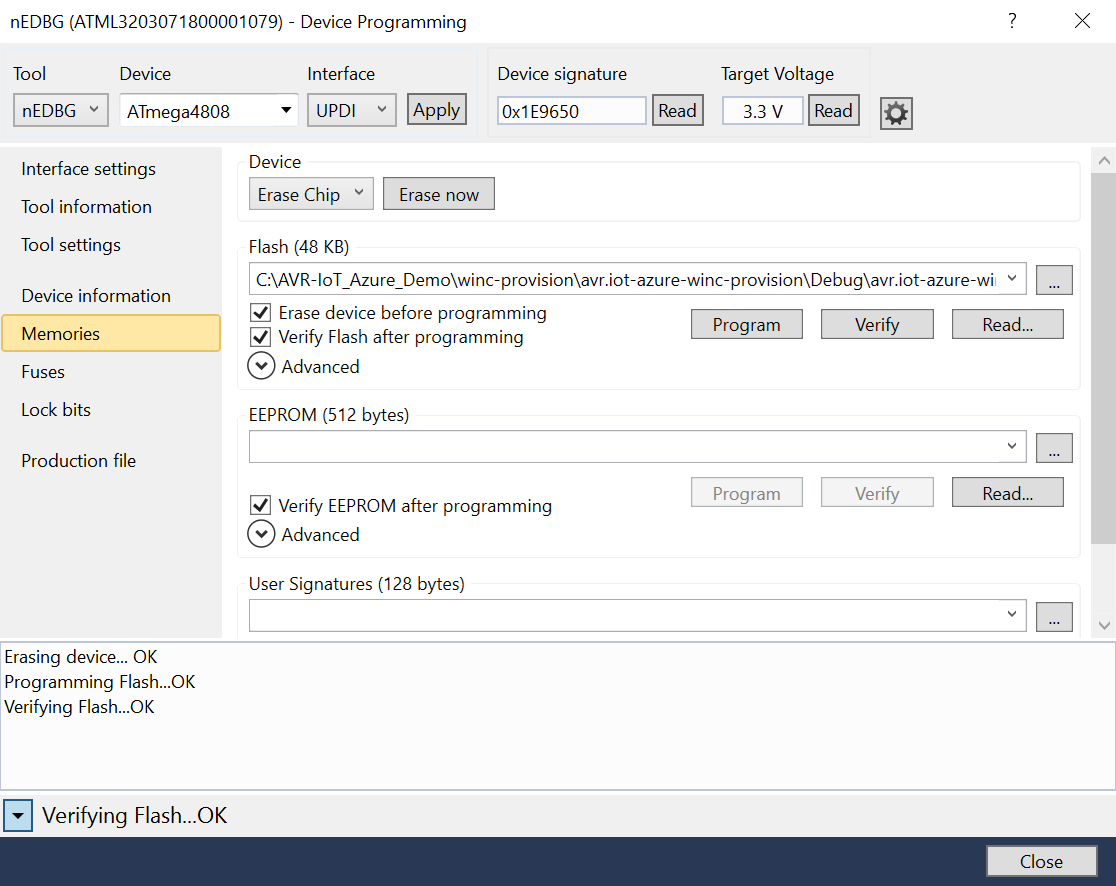 nEDBG (ATML3203071800001079) - Device Programming
?
Tool Device Interface Device signature Target Voltage
nEDBG ATmega4808 UPDI Apply 0x1E9650 Read 3.3 V Read
Interface settings
Tool information
Tool settings
Device information
Memories
Fuses
Lock bits
Production file
Device
Erase Chip Erase now
Flash (48 KB)
C:\AVR-IoT_Azure_Demo\winc-provision\avr.iot-azure-winc-provision\Debug\avr.iot-azure-wi ...
Erase device before programming
Verify Flash after programming
Program Verify Read...
Advanced
EEPROM (512 bytes)
...
Program Verify Read...
Verify EEPROM after programming
Advanced
User Signatures (128 bytes)
...
Erasing device... OK
Programming Flash...OK
Verifying Flash...OK
Verifying Flash...OK
Close